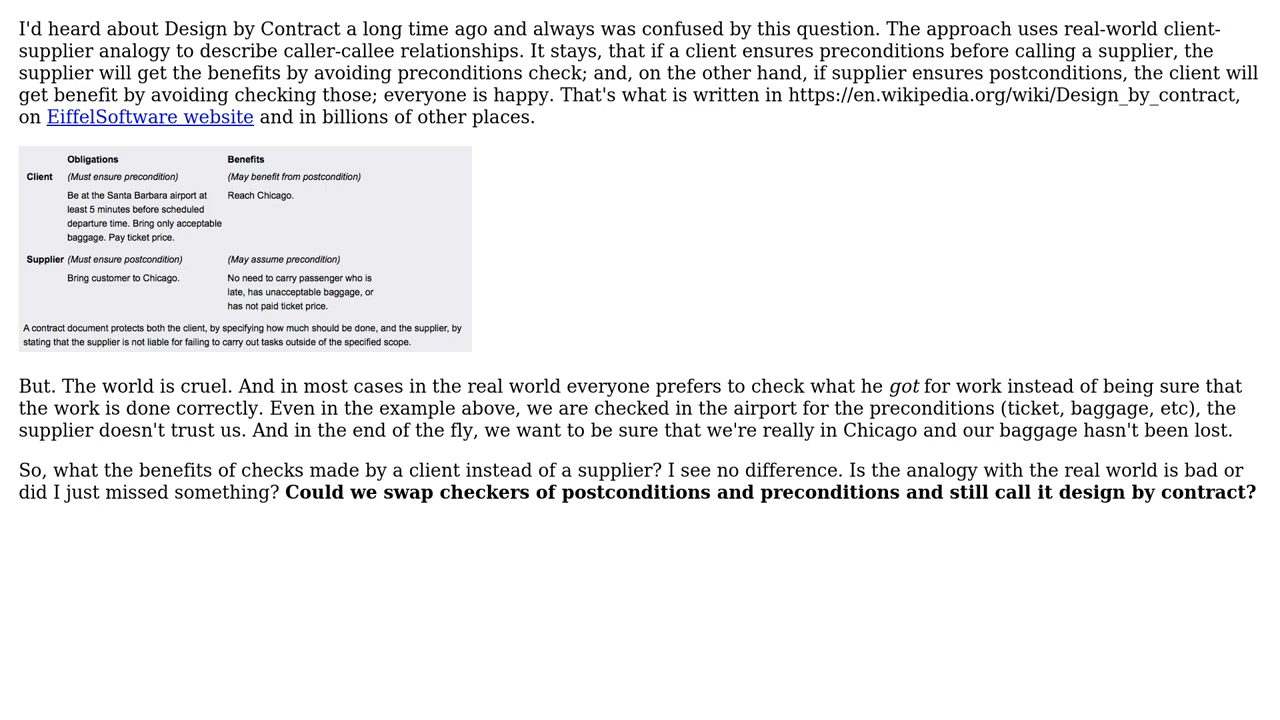 I'd heard about Design by Contract a long time ago and always was confused by this question. The approach uses real-world client-
supplier analogy to describe caller-callee relationships. It stays, that if a client ensures preconditions before calling a supplier, the
supplier will get the benefits by avoiding preconditions check; and, on the other hand, if supplier ensures postconditions, the client will
get benefit by avoiding checking those; everyone is happy. That's what is written in https://en.wikipedia.org/wiki/Design_by_contract,
on EiffelSoftware website and in billions of other places.
Obligations Benefits
Client (Must ensure precondition) (May benefit from postcondition)
Be at the Santa Barbara airport at Reach Chicago.
least 5 minutes before scheduled
departure time. Bring only acceptable
baggage. Pay ticket price.
Supplier (Must ensure postcondition) (May assume precondition)
Bring customer to Chicago. No need to carry passenger who is
late, has unacceptable baggage, or
has not paid ticket price.
A contract document protects both the client, by specifying how much should be done, and the supplier, by
stating that the supplier is not liable for failing to carry out tasks outside of the specified scope.
But. The world is cruel. And in most cases in the real world everyone prefers to check what he got for work instead of being sure that
the work is done correctly. Even in the example above, we are checked in the airport for the preconditions (ticket, baggage, etc), the
supplier doesn't trust us. And in the end of the fly, we want to be sure that we're really in Chicago and our baggage hasn't been lost.
So, what the benefits of checks made by a client instead of a supplier? I see no difference. Is the analogy with the real world is bad or
did I just missed something? Could we swap checkers of postconditions and preconditions and still call it design by contract?